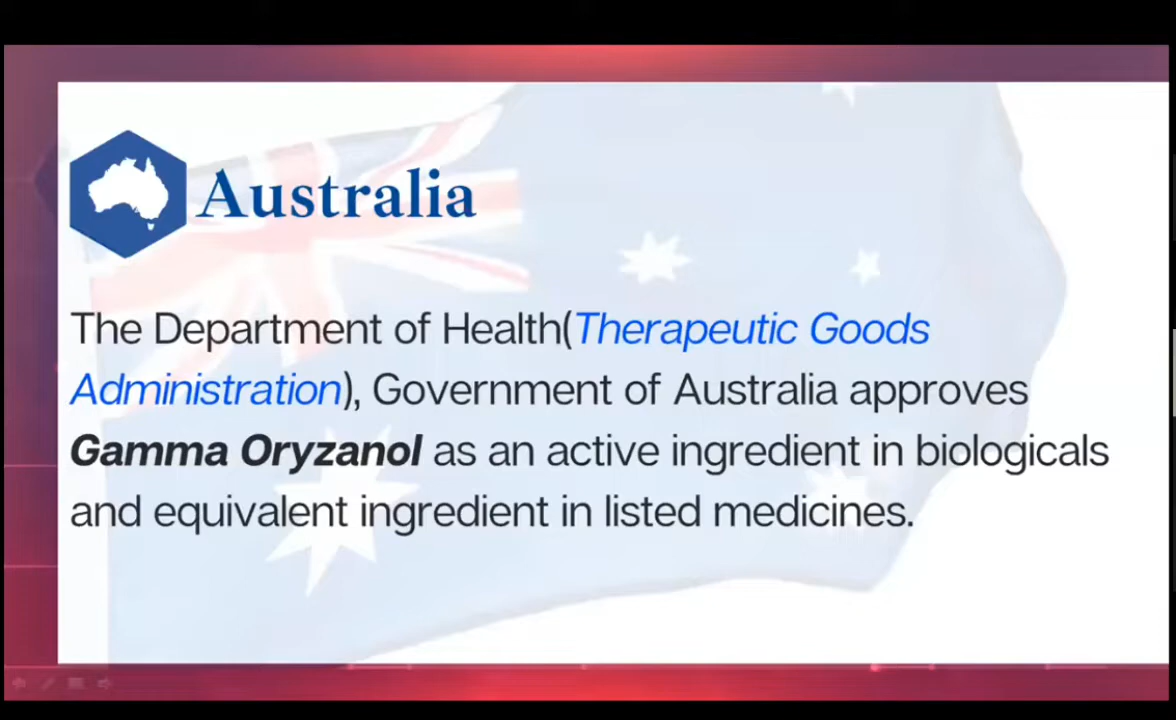 Australia
The Department of Health(Therapeutic Goods
Administration), Government of Australia approves
Gamma Oryzanol as an active ingredient in biologicals
and equivalent ingredient in listed medicines.